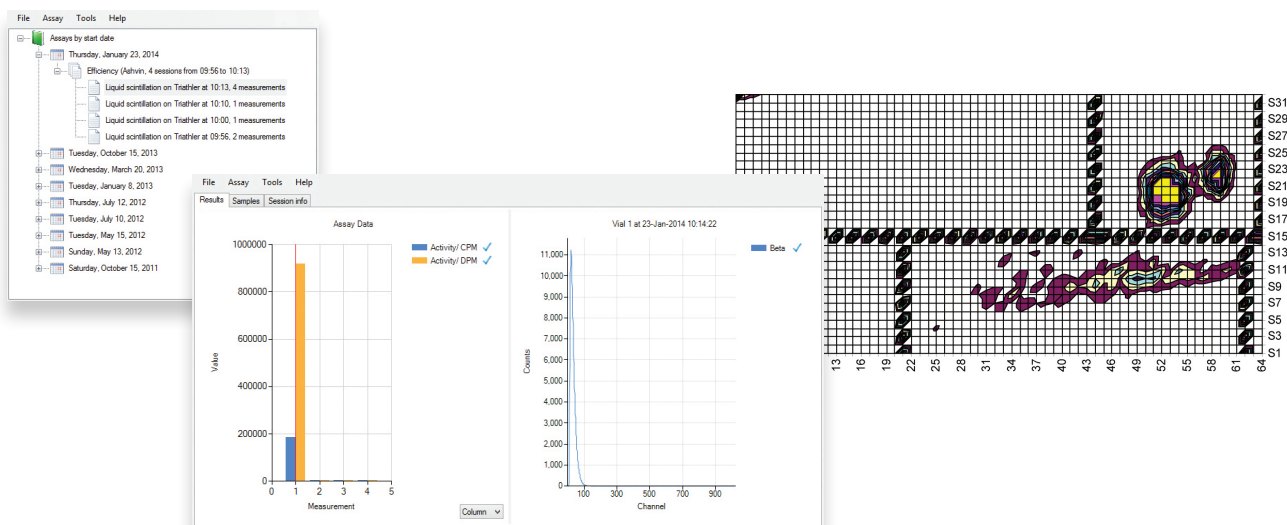 File Assay Tools Help
Assays by start date
Thursday, January 23, 2014
Efficiency (Ashvin, 4 sessions from 09:56 to 10:13)
Liquid scintillation on Triathler at 10:13, 4 measurements
Liquid scintillation on Triathler at 10:10, 1 measurements
Liquid scintillation on Triathler at 10:00, 1 measurements
Liquid scintillation on Triathler at 09:56, 2 measurements
Tuesday, October 15, 2013
Wednesday, March 20, 2013
Tuesday, January 8, 2013
Thursday, July 12, 2012
Tuesday, July 10, 2012
Tuesday, May 15, 2012
Sunday, May 13, 2012
Saturday, October 15, 2011
File Assay Tools Help
Results Samples Session info
Assay Data
Activity/ CPM
Activity/ DPM
1000000
800000
600000
400000
200000
0
Value
0 1 2 3 4 5
Measurement
Column
Vial 1 at 23-Jan-2014 10:14:22
Beta
11,000
10,000
9,000
8,000
7,000
6,000
5,000
4,000
3,000
2,000
1,000
0
Counts
100 300 500 700 900
Channel
S31
S29
S27
S25
S23
S21
S19
S17
S15
S13
S11
S9
S7
S5
S3
S1
13 16 19 22 25 28 31 34 37 40 43 46 49 52 55 58 61 64